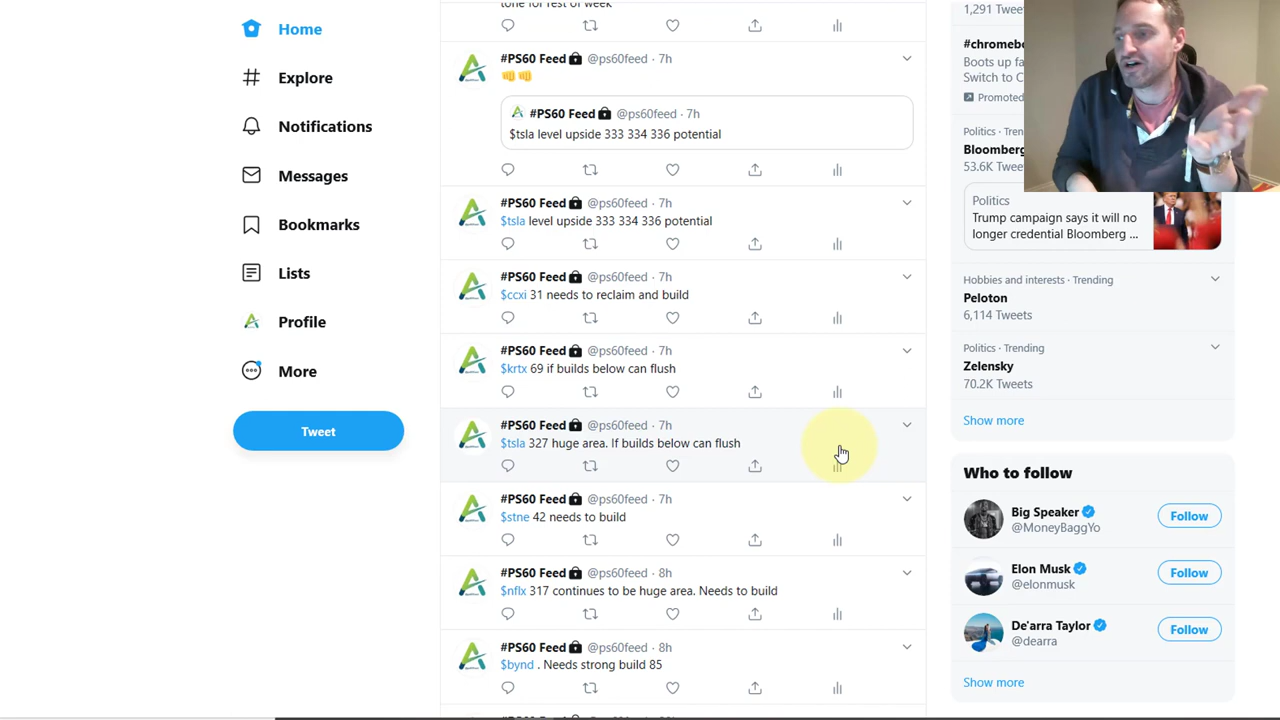 Home
Explore
Notifications
Messages
Bookmarks
Lists
Profile
More
Tweet
tone for rest of week
#PS60 Feed @ps60feed · 7h
#PS60 Feed @ps60feed · 7h
$tsla level upside 333 334 336 potential
#PS60 Feed @ps60feed · 7h
$tsla level upside 333 334 336 potential
#PS60 Feed @ps60feed · 7h
$ccxi 31 needs to reclaim and build
#PS60 Feed @ps60feed · 7h
$krtx 69 if builds below can flush
#PS60 Feed @ps60feed · 7h
$tsla 327 huge area. If builds below can flush
#PS60 Feed @ps60feed · 7h
$stne 42 needs to build
#PS60 Feed @ps60feed · 8h
$nflx 317 continues to be huge area. Needs to build
#PS60 Feed @ps60feed · 8h
$bynd . Needs strong build 85
1,291
Boots up
Switch to C
Promoted
Politics ·
53.6K
Politics
Trump campaign says it will no
longer credential Bloomberg ...
Hobbies and interests · Trending
Peloton
6,114 Tweets
Politics · Trending
Zelensky
70.2K Tweets
Show more
Who to follow
Big Speaker
@MoneyBaggYo
Follow
Elon Musk
@elonmusk
Follow
De'arra Taylor
@dearra
Follow
Show more